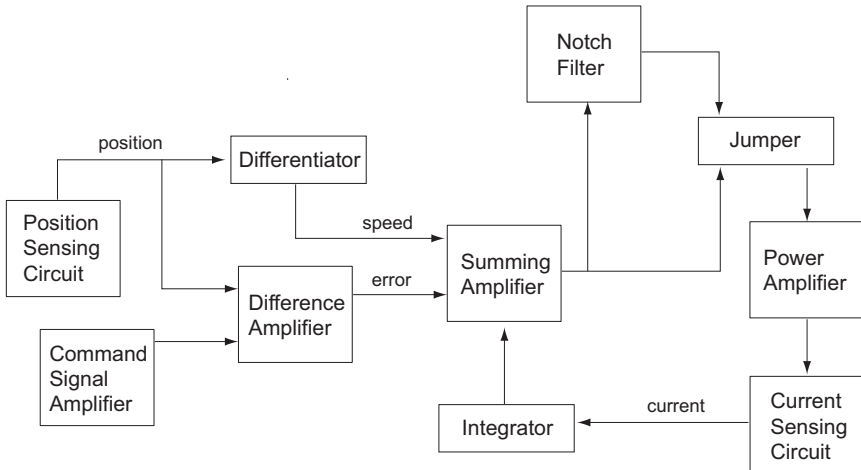 Notch
Filter
Jumper
position
Differentiator
Position
Sensing
Circuit
speed
Summing
Amplifier
Power
Amplifier
error
Difference
Amplifier
Command
Signal
Amplifier
Integrator
current
Current
Sensing
Circuit